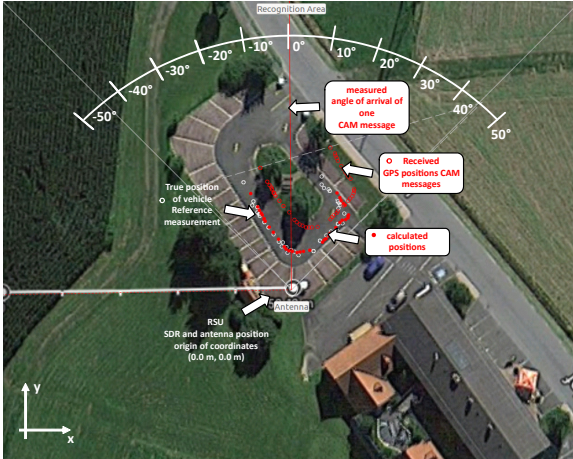 Recognition Area
-50°
-40°
-30°
-20°
-10°
0°
10°
20°
30°
40°
50°
measured
angle of arrival of
one
CAM message
Received
GPS positions CAM
messages
True position
of vehicle
Reference
measurement
calculated
positions
Antenna
RSU
SDR and antenna position
origin of coordinates
(0.0 m, 0.0 m)
y
x